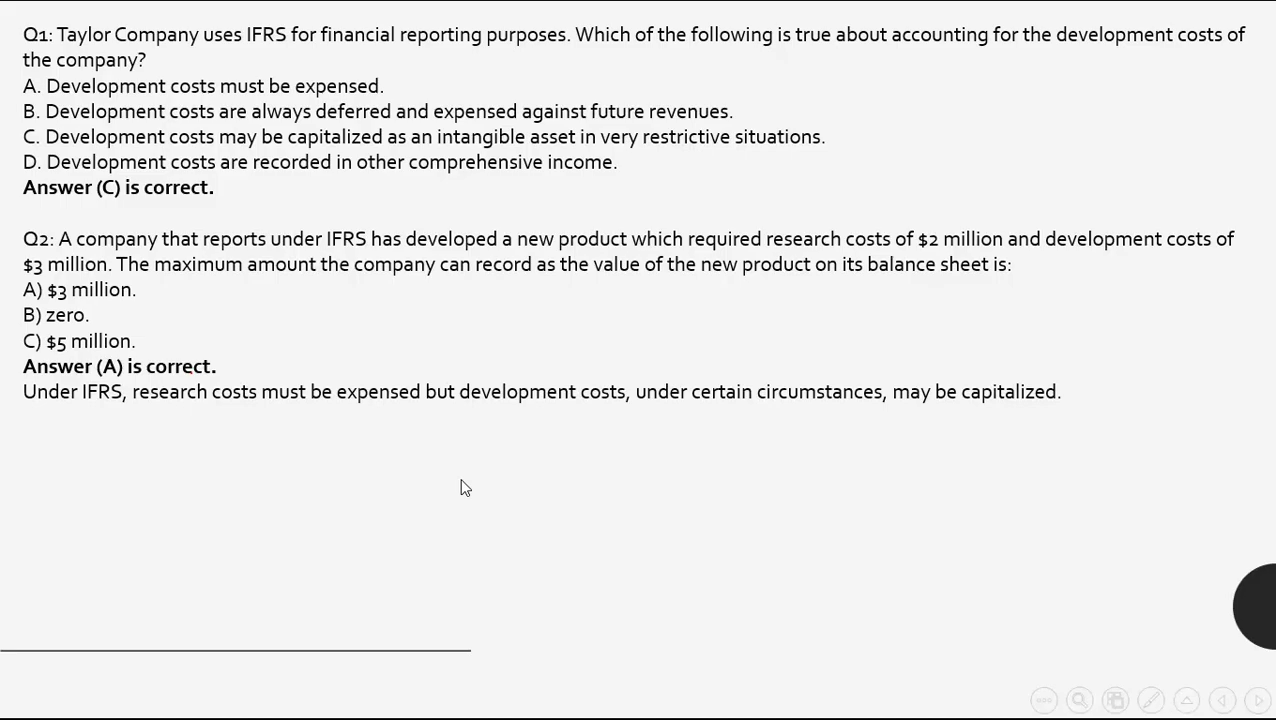 Q1: Taylor Company uses IFRS for financial reporting purposes. Which of the following is true about accounting for the development costs of
the company?
A. Development costs must be expensed.
B. Development costs are always deferred and expensed against future revenues.
C. Development costs may be capitalized as an intangible asset in very restrictive situations.
D. Development costs are recorded in other comprehensive income.
Answer (C) is correct.
Q2: A company that reports under IFRS has developed a new product which required research costs of $2 million and development costs of
$3 million. The maximum amount the company can record as the value of the new product on its balance sheet is:
A) $3 million.
B) zero.
C) $5 million.
Answer (A) is correct.
Under IFRS, research costs must be expensed but development costs, under certain circumstances, may be capitalized.